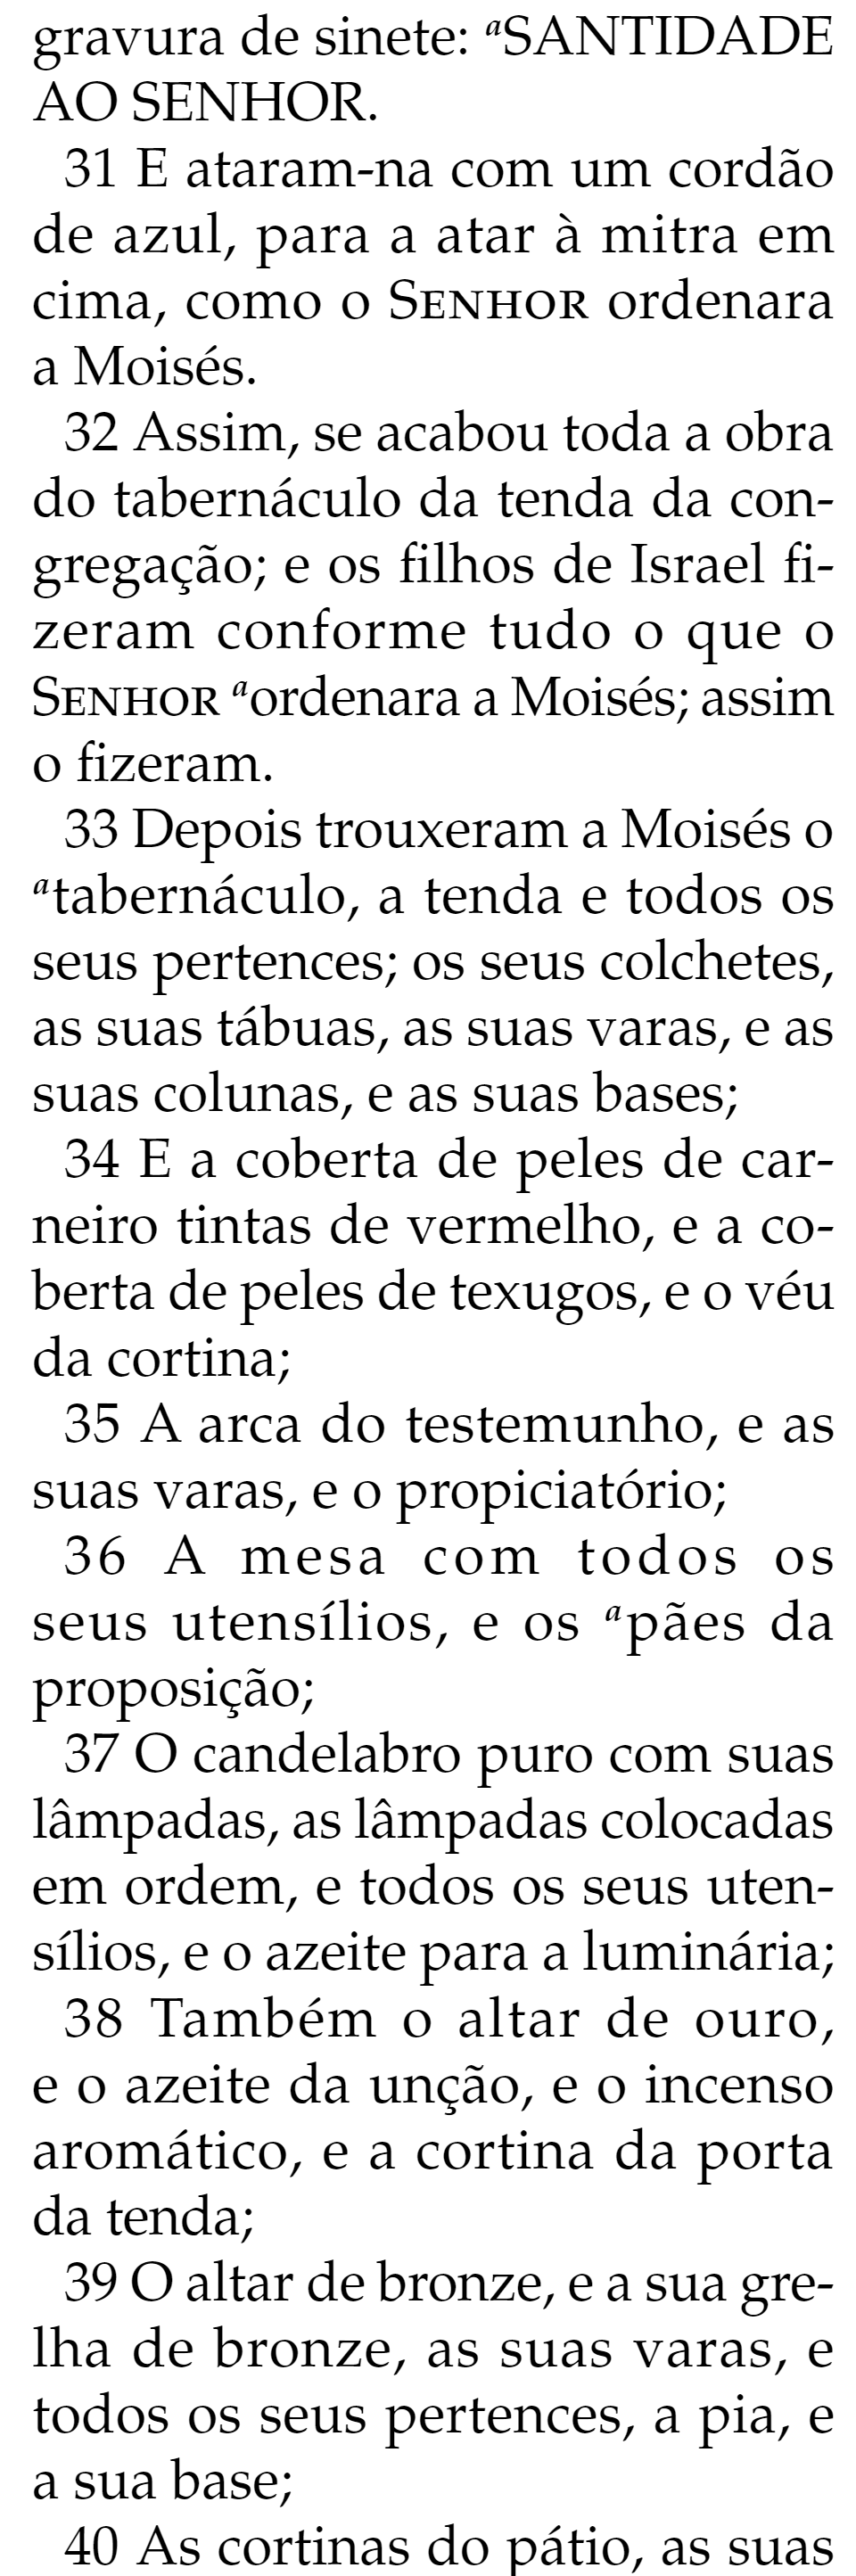 gravura de sinete: ªSANTIDADE
AO SENHOR.
31 E ataram-na com um cordão
de azul, para a atar à mitra em
cima, como o SENHOR ordenara
a Moisés.
32 Assim, se acabou toda a obra
do tabernáculo da tenda da con-
gregação; e os filhos de Israel fi-
zeram conforme tudo o que o
SENHOR ªordenara a Moisés; assim
o fizeram.
33 Depois trouxeram a Moisés o
ªtabernáculo, a tenda e todos os
seus pertences; os seus colchetes,
as suas tábuas, as suas varas, e as
suas colunas, e as suas bases;
34 E a coberta de peles de car-
neiro tintas de vermelho, e a co-
berta de peles de texugos, e o véu
da cortina;
35 A arca do testemunho, e as
suas varas, e o propiciatório;
36 A mesa com todos os
seus utensílios, e os ªpães da
proposição;
37 O candelabro puro com suas
lâmpadas, as lâmpadas colocadas
em ordem, e todos os seus uten-
sílios, e o azeite para a luminária;
38 Também o altar de ouro,
e o azeite da unção, e o incenso
aromático, e a cortina da porta
da tenda;
39 O altar de bronze, e a sua gre-
lha de bronze, as suas varas, e
todos os seus pertences, a pia, e
a sua base;
40 As cortinas do pátio, as suas